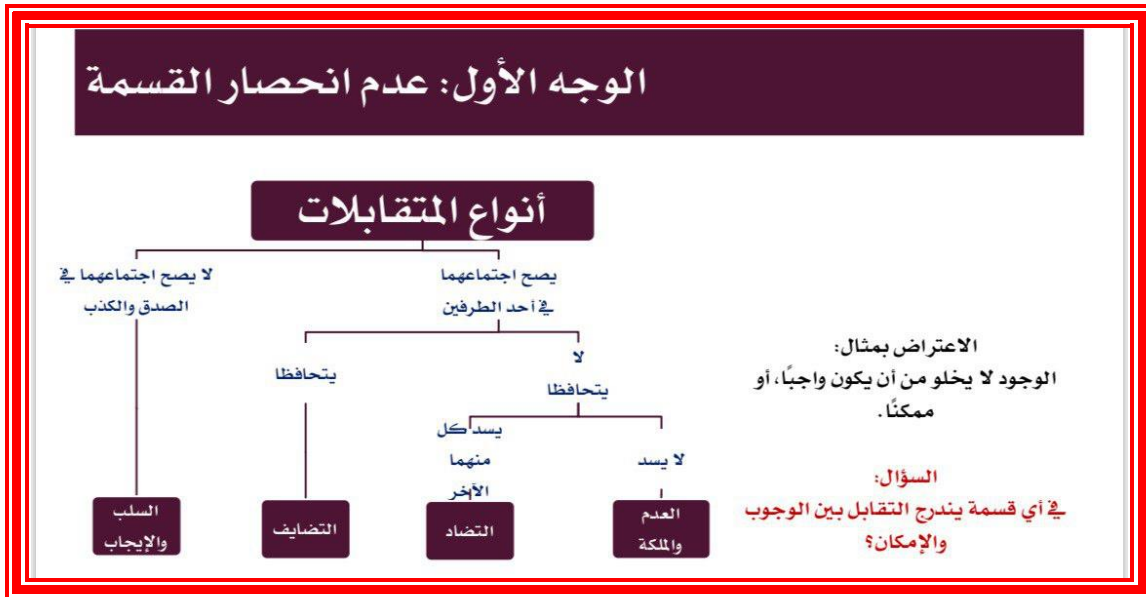 الوجه الأول: عدم انحصار القسمة
أنواع المتقابلات
يصح اجتماعهما
في أحد الطرفين
لا يصح اجتماعهما في
الصدق والكذب
لا
يتحافظا
يتحافظا
لا يسد
يسد كل
منهما
الآخر
العدم
والملكة
التضاد
التضايف
السلب
والإيجاب
الاعتراض بمثال:
الوجود لا يخلو من أن يكون واجبًا، أو
ممكنًا.
السؤال:
في أي قسمة يندرج التقابل بين الوجوب
والإمكان؟